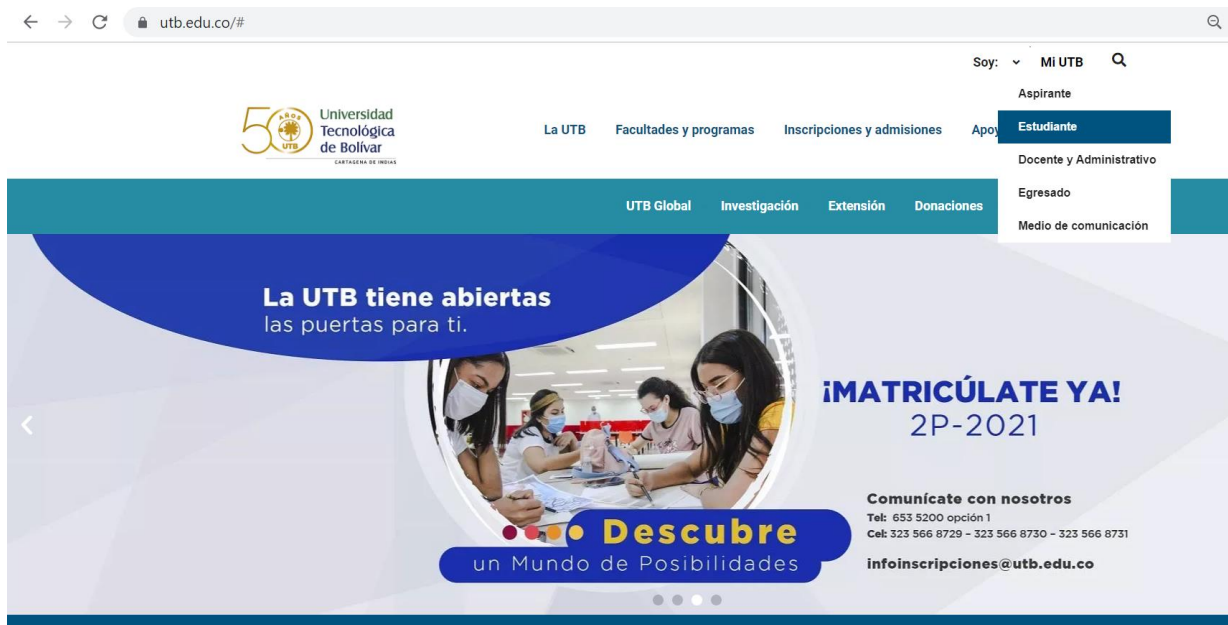 utb.edu.co/#
Soy: Mi UTB
Aspirante
Estudiante
Docente y Administrativo
Egresado
Medio de comunicación
50 AÑOS UTB
Universidad
Tecnológica
de Bolívar
CARTAGENA DE INDIAS
La UTB Facultades y programas Inscripciones y admisiones
UTB Global Investigación Extensión Donaciones
La UTB tiene abiertas
las puertas para ti.
¡MATRICÚLATE YA!
2P-2021
Comunícate con nosotros
Tel: 653 5200 opción 1
Cel: 323 566 8729 - 323 566 8730 - 323 566 8731
infoinscripciones@utb.edu.co
Descubre
un Mundo de Posibilidades